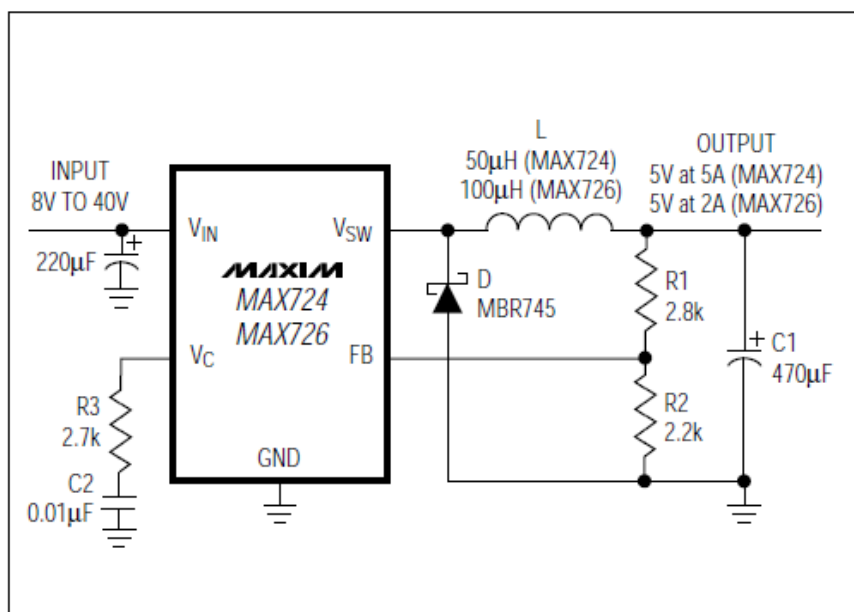 INPUT
8V TO 40V
220µF
VIN
VSW
MAXIM
MAX724
MAX726
VC
FB
GND
R3
2.7k
C2
0.01µF
L
50µH (MAX724)
100µH (MAX726)
D
MBR745
OUTPUT
5V at 5A (MAX724)
5V at 2A (MAX726)
R1
2.8k
R2
2.2k
+
+
C1
470µF